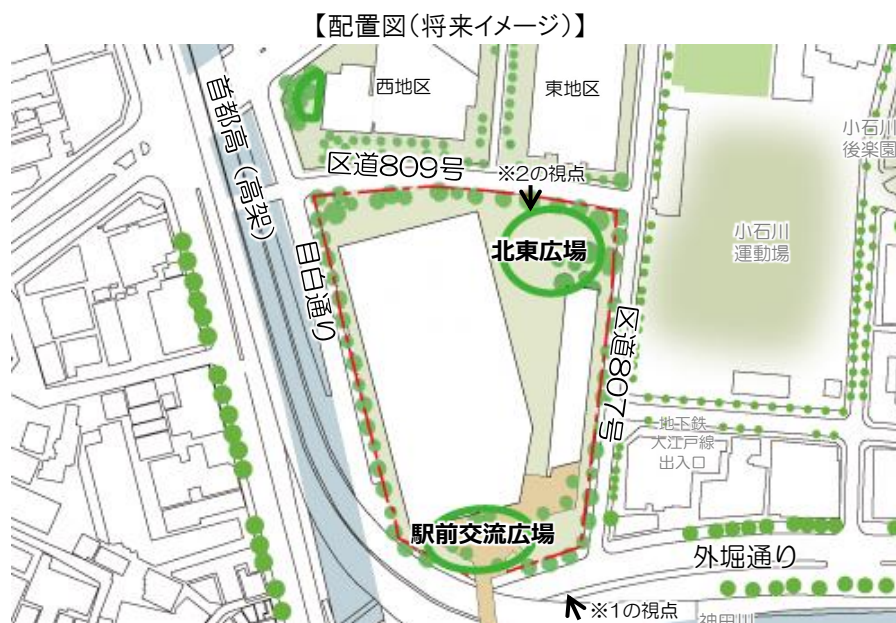 【配置図(将来イメージ)】
西地区
東地区
首都高(高架)
小石川
後楽園
区道809号
※2の視点
小石川
運動場
北東広場
目白通り
区道807号
地下鉄
大江戸線
出入口
駅前交流広場
外堀通り
※1の視点
神田川